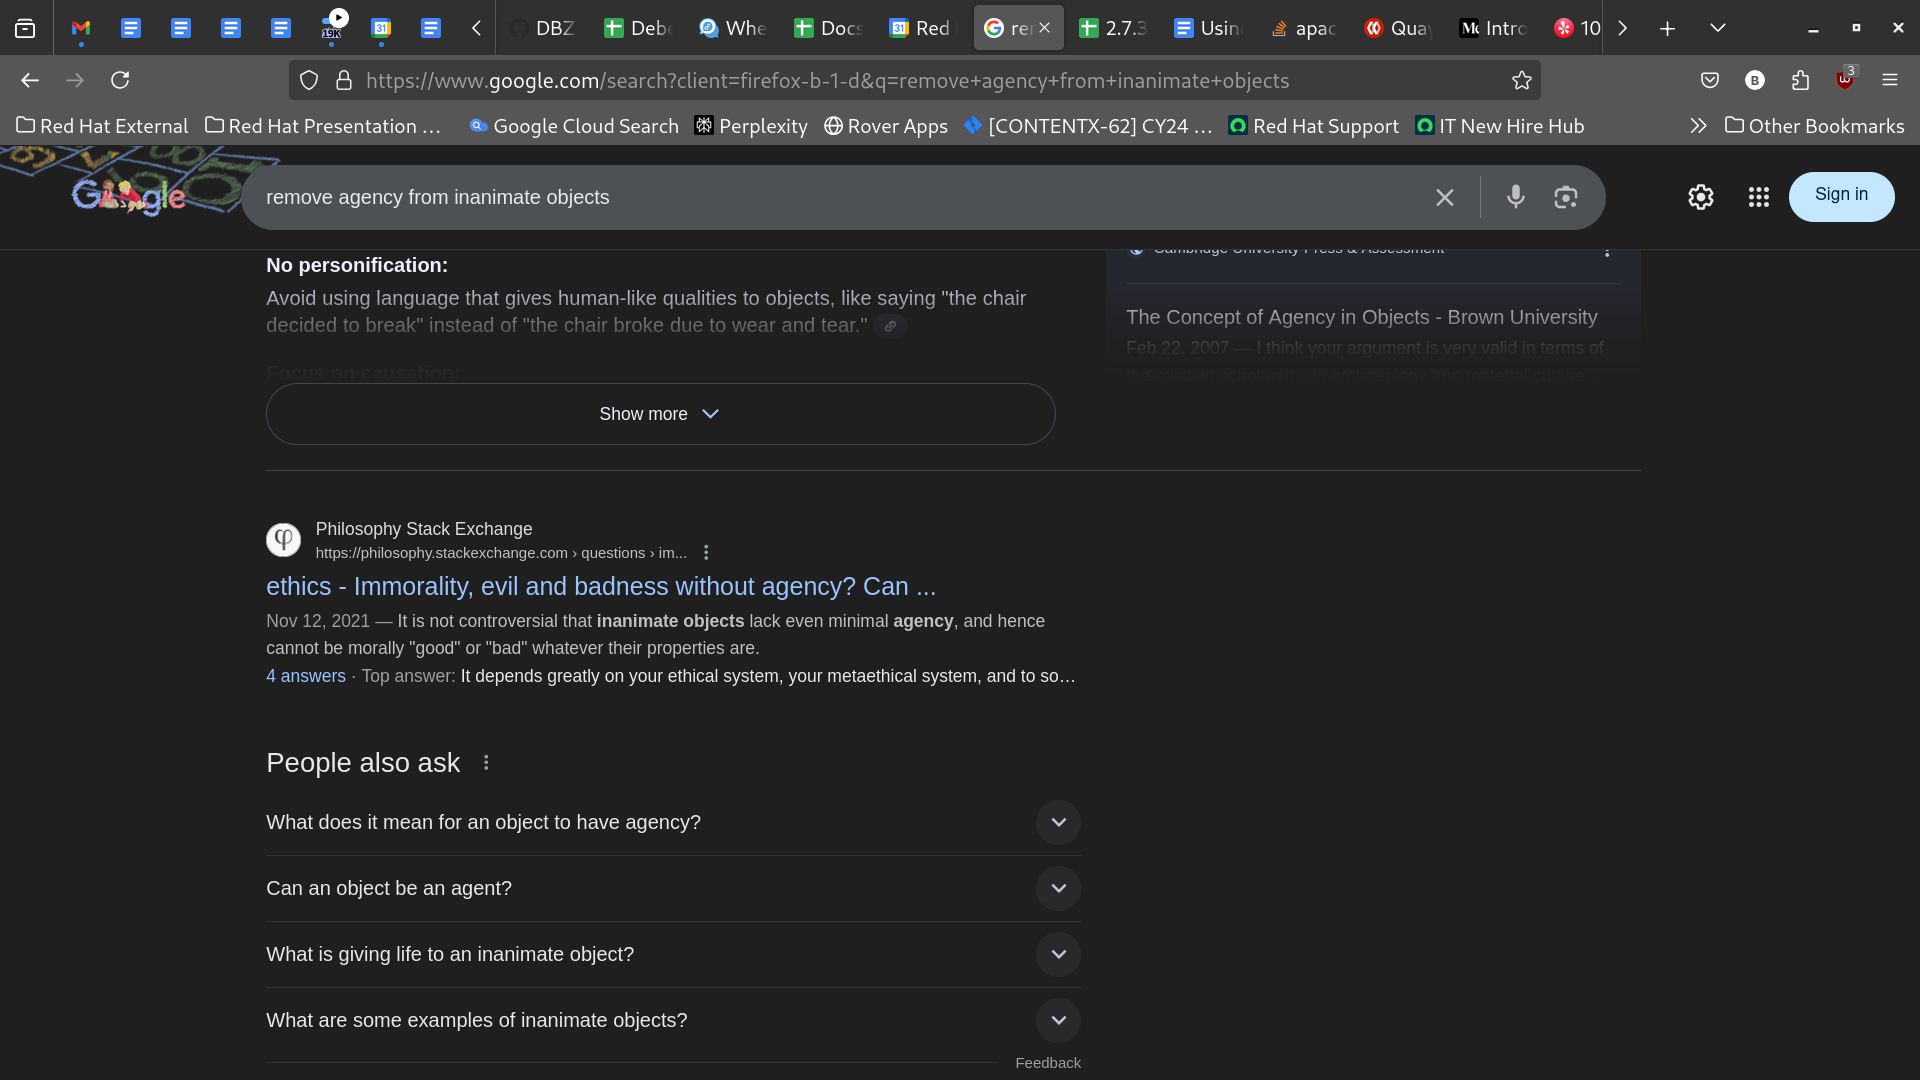 19K
DBZ
Debe
Whe
Docs
Red
rer
2.7.3
Usin
apac
Quay
Intro
10
https://www.google.com/search?client=firefox-b-1-d&q=remove+agency+from+inanimate+objects
3
Red Hat External
Red Hat Presentation …
Google Cloud Search
Perplexity
Rover Apps
[CONTENTX-62] CY24 …
Red Hat Support
IT New Hire Hub
Other Bookmarks
Google
remove agency from inanimate objects
Sign in
No personification:
Avoid using language that gives human-like qualities to objects, like saying "the chair
decided to break" instead of "the chair broke due to wear and tear."
Focus on causation:
Show more
Cambridge University Press & Assessment
The Concept of Agency in Objects - Brown University
Feb 22, 2007 — I think your argument is very valid in terms of
the existing scholarship in archaeology and material culture
Philosophy Stack Exchange
https://philosophy.stackexchange.com › questions › im...
ethics - Immorality, evil and badness without agency? Can ...
Nov 12, 2021 — It is not controversial that inanimate objects lack even minimal agency, and hence
cannot be morally "good" or "bad" whatever their properties are.
4 answers · Top answer: It depends greatly on your ethical system, your metaethical system, and to so…
People also ask
What does it mean for an object to have agency?
Can an object be an agent?
What is giving life to an inanimate object?
What are some examples of inanimate objects?
Feedback